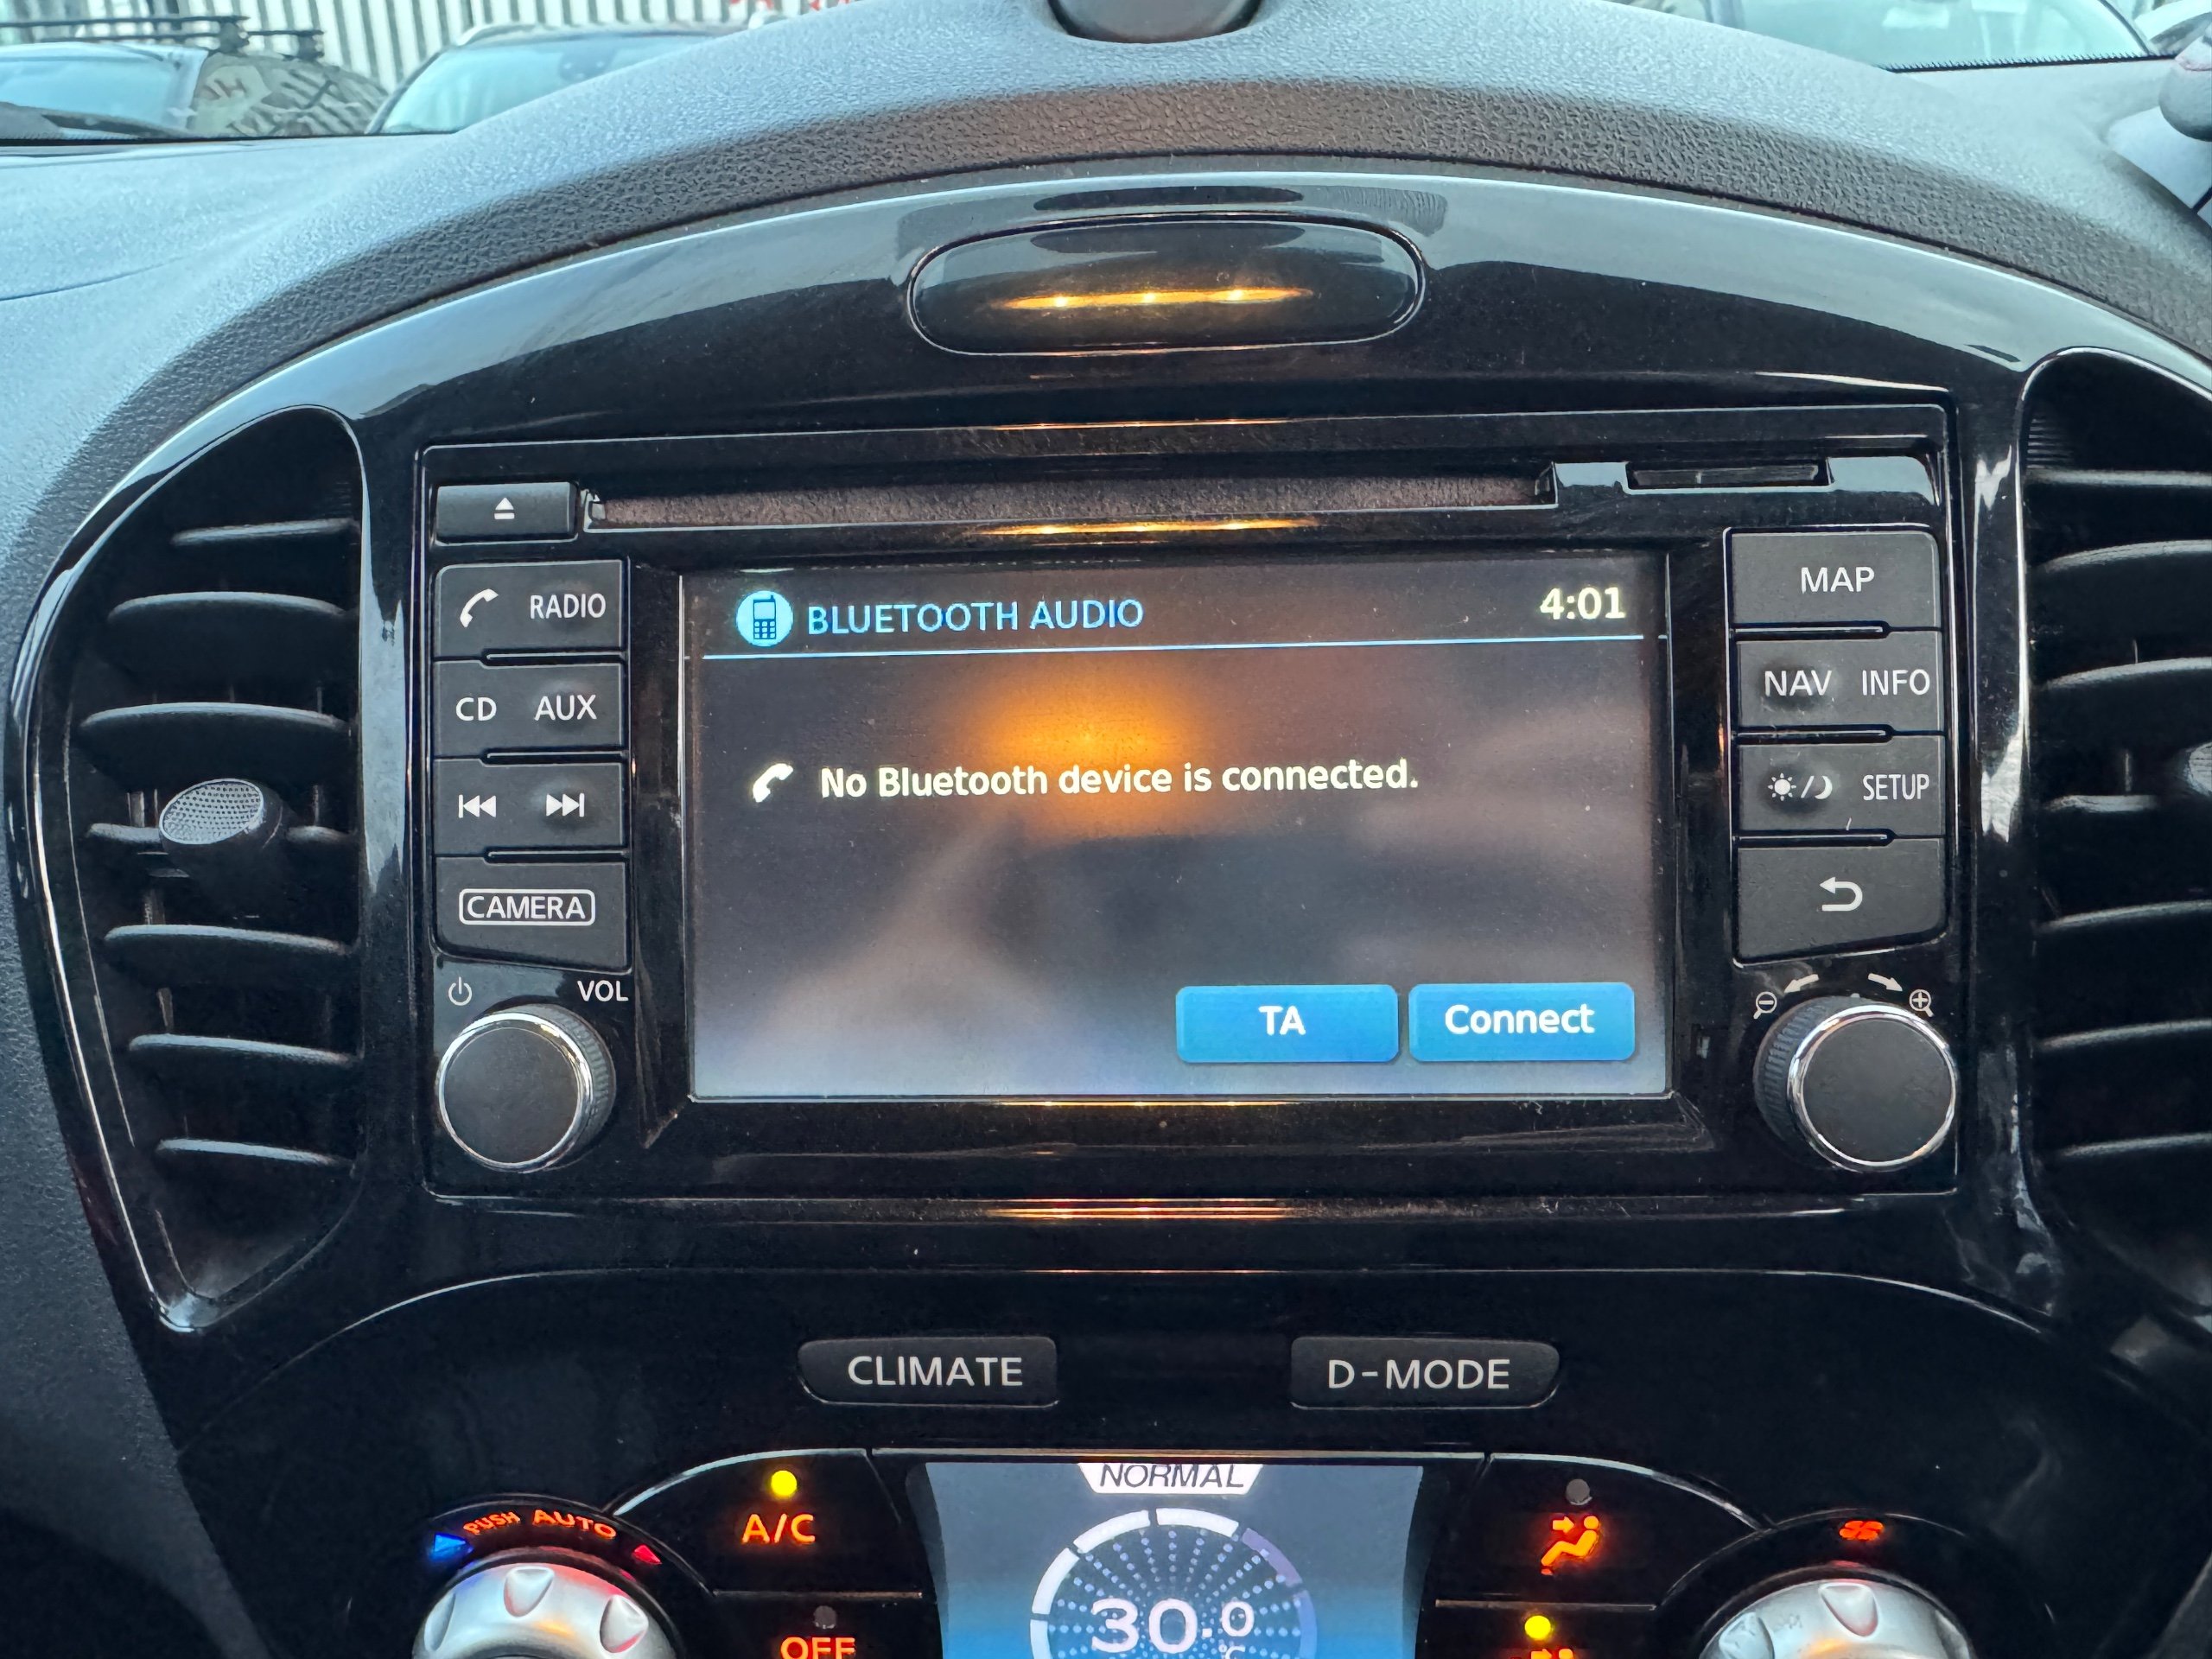 BLUETOOTH AUDIO 4:01
No Bluetooth device is connected.
TA Connect
RADIO
CD AUX
CAMERA
VOL
MAP
NAV INFO
SETUP
CLIMATE D-MODE
NORMAL
PUSH AUTO
A/C
30.0
°C
OFF